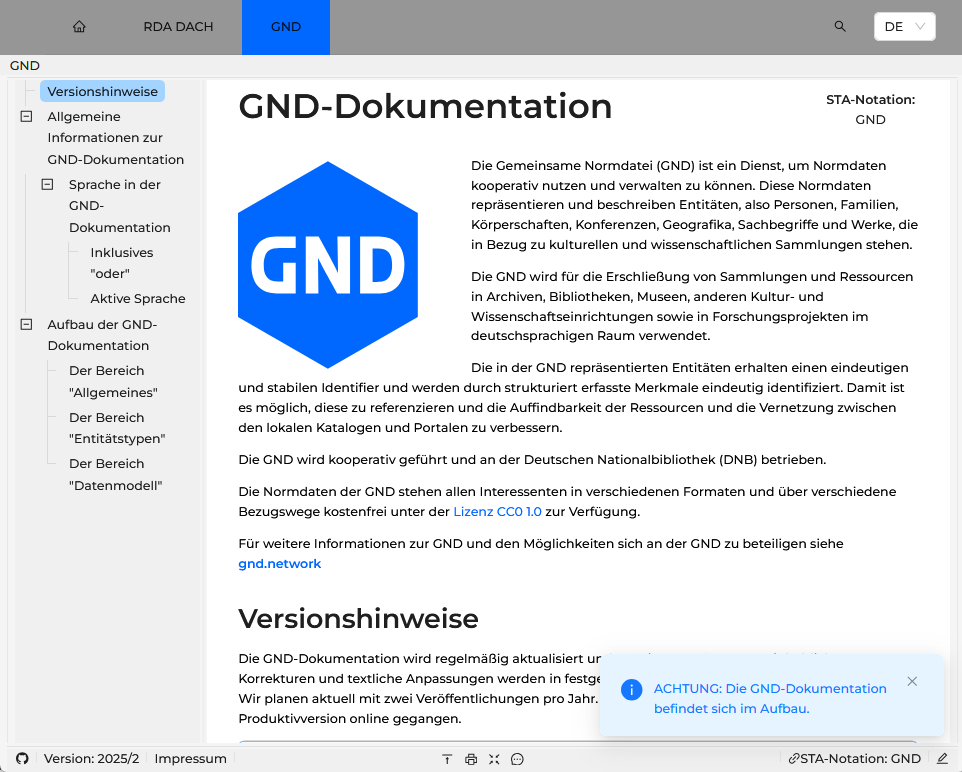 RDA DACH
GND
DE
GND
Versionshinweise
Allgemeine
Informationen zur
GND-Dokumentation
Sprache in der
GND-
Dokumentation
Inklusives
"oder"
Aktive Sprache
Aufbau der GND-
Dokumentation
Der Bereich
"Allgemeines"
Der Bereich
"Entitätstypen"
Der Bereich
"Datenmodell"
GND-Dokumentation
STA-Notation:
GND
GND
Die Gemeinsame Normdatei (GND) ist ein Dienst, um Normdaten
kooperativ nutzen und verwalten zu können. Diese Normdaten
repräsentieren und beschreiben Entitäten, also Personen, Familien,
Körperschaften, Konferenzen, Geografika, Sachbegriffe und Werke, die
in Bezug zu kulturellen und wissenschaftlichen Sammlungen stehen.
Die GND wird für die Erschließung von Sammlungen und Ressourcen
in Archiven, Bibliotheken, Museen, anderen Kultur- und
Wissenschaftseinrichtungen sowie in Forschungsprojekten im
deutschsprachigen Raum verwendet.
Die in der GND repräsentierten Entitäten erhalten einen eindeutigen
und stabilen Identifier und werden durch strukturiert erfasste Merkmale eindeutig identifiziert. Damit ist
es möglich, diese zu referenzieren und die Auffindbarkeit der Ressourcen und die Vernetzung zwischen
den lokalen Katalogen und Portalen zu verbessern.
Die GND wird kooperativ geführt und an der Deutschen Nationalbibliothek (DNB) betrieben.
Die Normdaten der GND stehen allen Interessenten in verschiedenen Formaten und über verschiedene
Bezugswege kostenfrei unter der Lizenz CC0 1.0 zur Verfügung.
Für weitere Informationen zur GND und den Möglichkeiten sich an der GND zu beteiligen siehe
gnd.network
Versionshinweise
Die GND-Dokumentation wird regelmäßig aktualisiert
Korrekturen und textliche Anpassungen werden in
Wir planen aktuell mit zwei Veröffentlichungen pro Jahr.
Produktivversion online gegangen.
ACHTUNG: Die GND-Dokumentation
befindet sich im Aufbau.
Version: 2025/2
Impressum
STA-Notation: GND